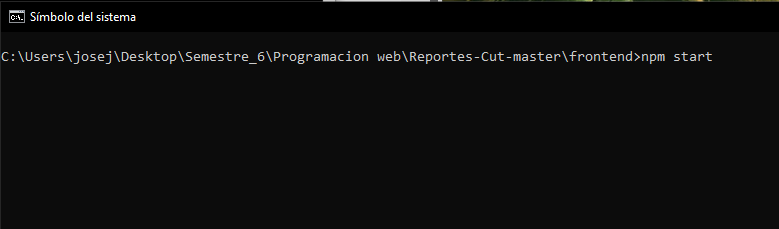 Símbolo del sistema
C:\Users\josej\Desktop\Semestre_6\Programacion web\Reportes-Cut-master\frontend>npm start